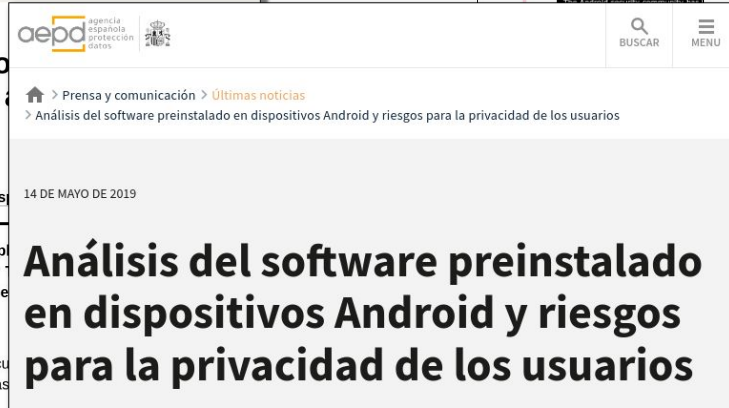 aepd
agencia
española
protección
datos
BUSCAR
MENU
> Prensa y comunicación > Últimas noticias
> Análisis del software preinstalado en dispositivos Android y riesgos para la privacidad de los usuarios
14 DE MAYO DE 2019
Análisis del software preinstalado
en dispositivos Android y riesgos
para la privacidad de los usuarios